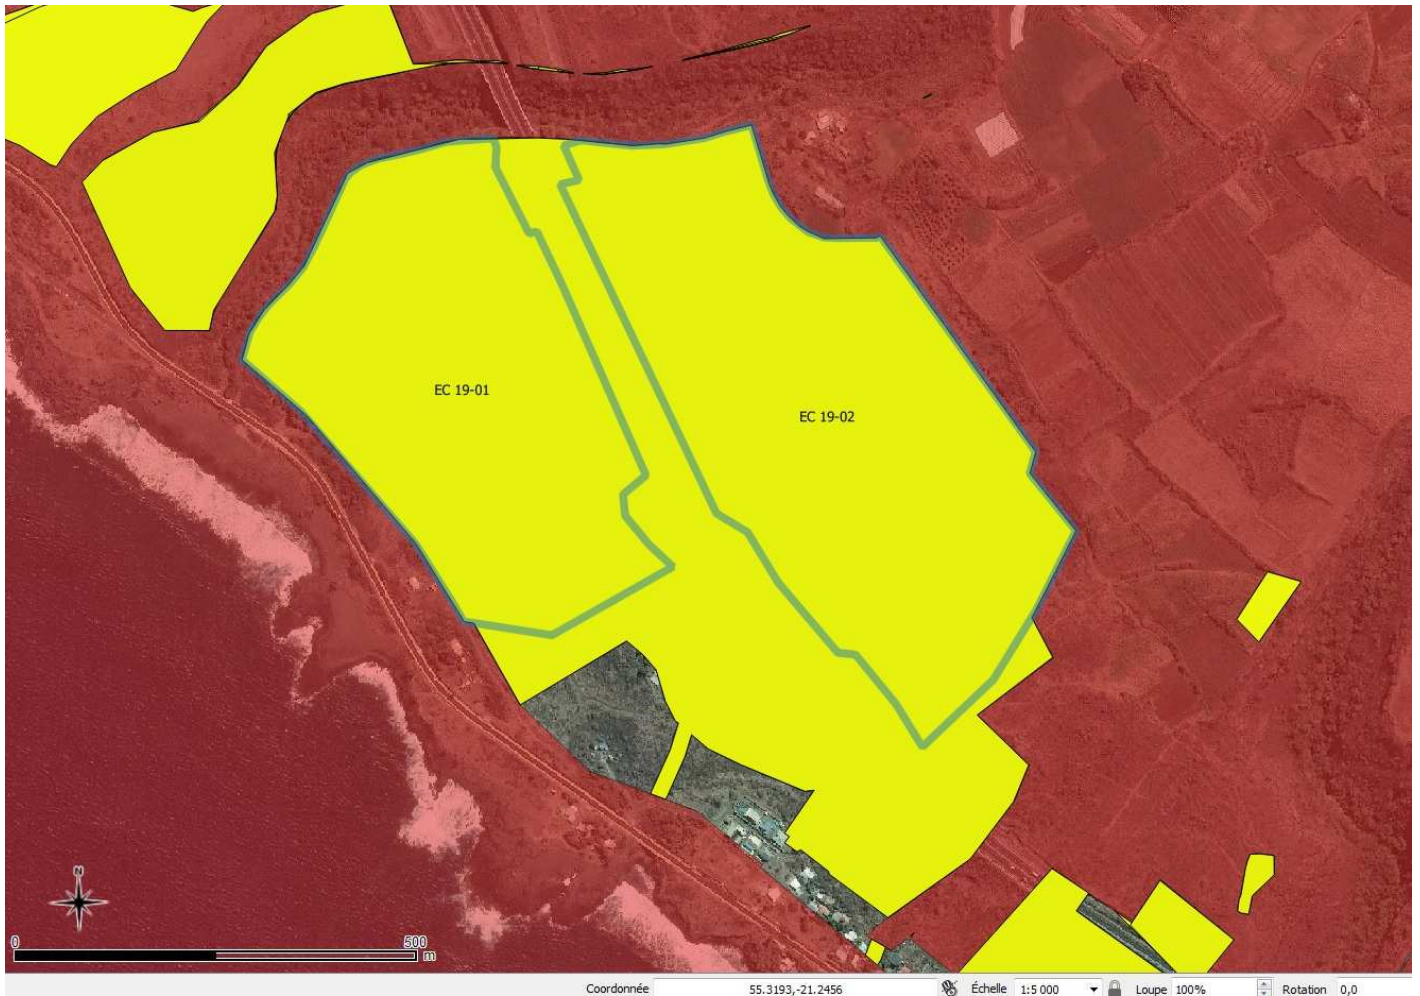 EC 19-01
EC 19-02
N
0 500
m
Coordonnée 55.3193,-21.2456 Échelle 1:5 000 Loupe 100% Rotation 0,0